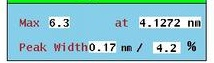 Max 6.3 at 4.1272 nm
Peak Width 0.17 nm / 4.2 %